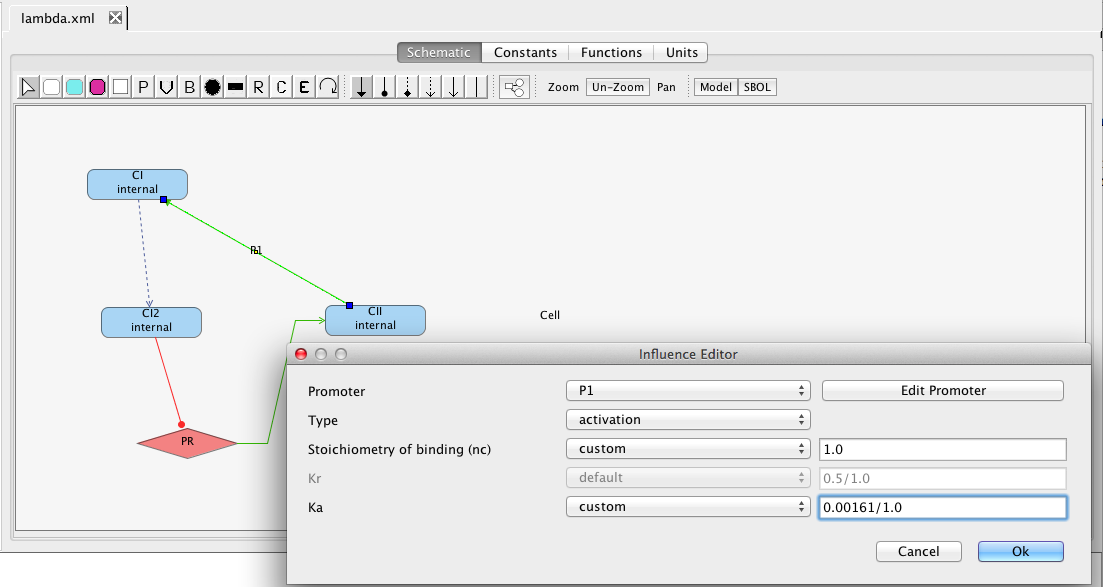 lambda.xml
Schematic Constants Functions Units
P V B R C E Zoom Un-Zoom Pan Model SBOL
CI
internal
P1
CI2
internal
CII
internal
Cell
PR
Influence Editor
Promoter P1 Edit Promoter
Type activation
Stoichiometry of binding (nc) custom 1.0
Kr default 0.5/1.0
Ka custom 0.00161/1.0
Cancel Ok